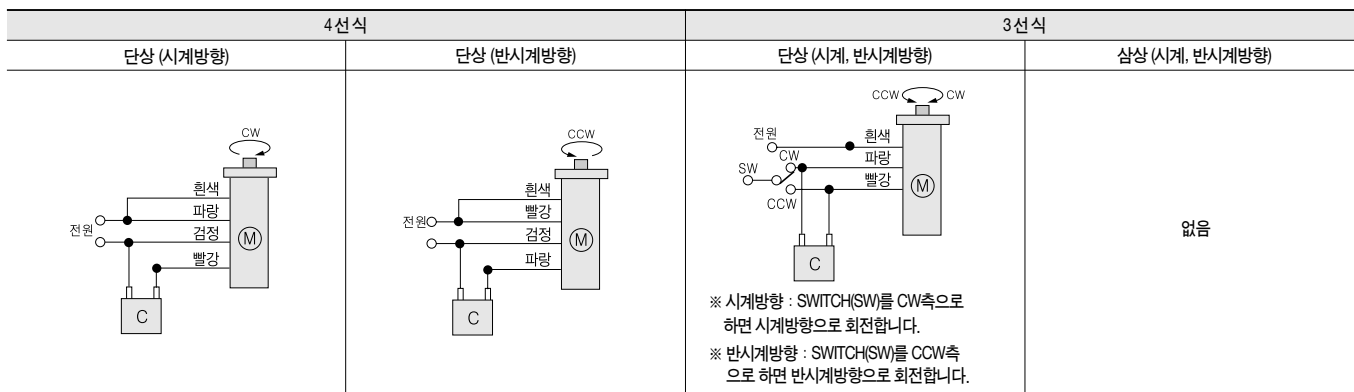 4선식
3선식
단상 (시계방향)
단상 (반시계방향)
단상 (시계, 반시계방향)
삼상 (시계, 반시계방향)
CW
흰색
파랑
전원
검정
M
빨강
C
CCW
흰색
빨강
전원
검정
M
파랑
C
CCW
CW
전원
흰색
CW
파랑
SW
빨강
M
CCW
C
※ 시계방향 : SWITCH(SW)를 CW측으로
하면 시계방향으로 회전합니다.
※ 반시계방향 : SWITCH(SW)를 CCW측
으로 하면 반시계방향으로 회전합니다.
없음